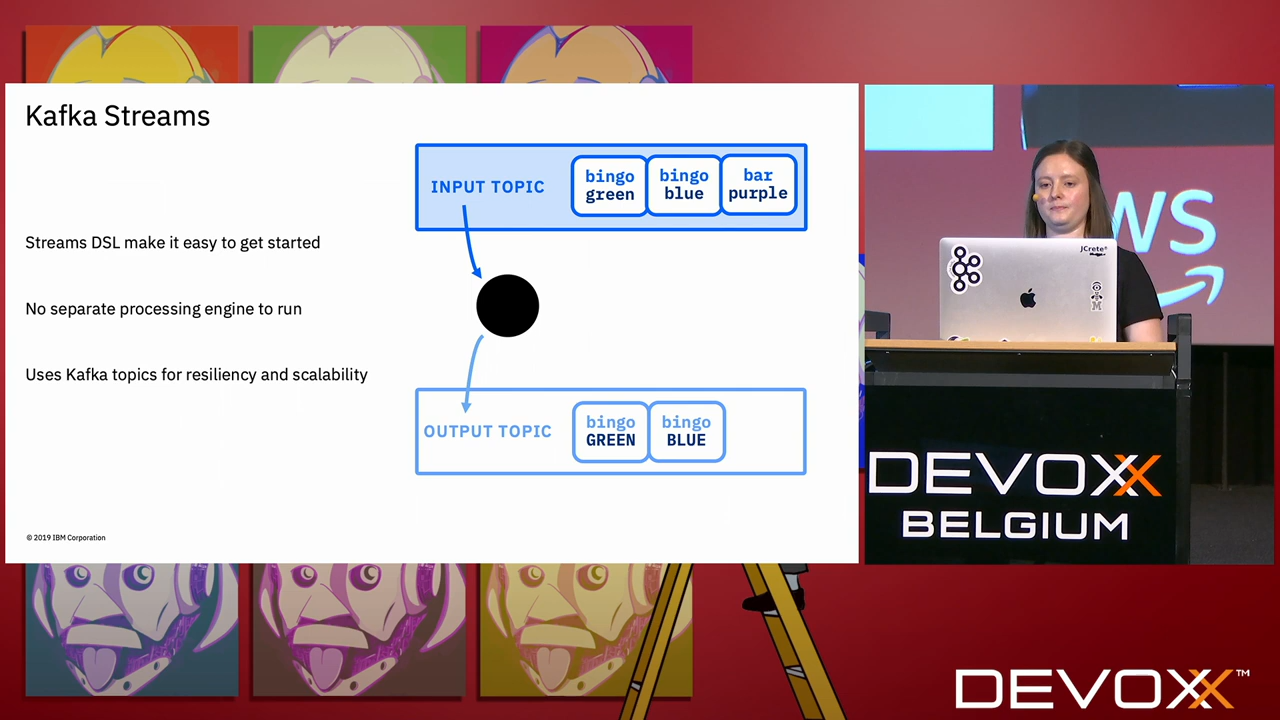 Kafka Streams
Streams DSL make it easy to get started
No separate processing engine to run
Uses Kafka topics for resiliency and scalability
INPUT TOPIC
bingo
green
bingo
blue
bar
purple
OUTPUT TOPIC
bingo
GREEN
bingo
BLUE
© 2019 IBM Corporation
JCrete
DEVOXX
BELGIUM
DEVOXX™